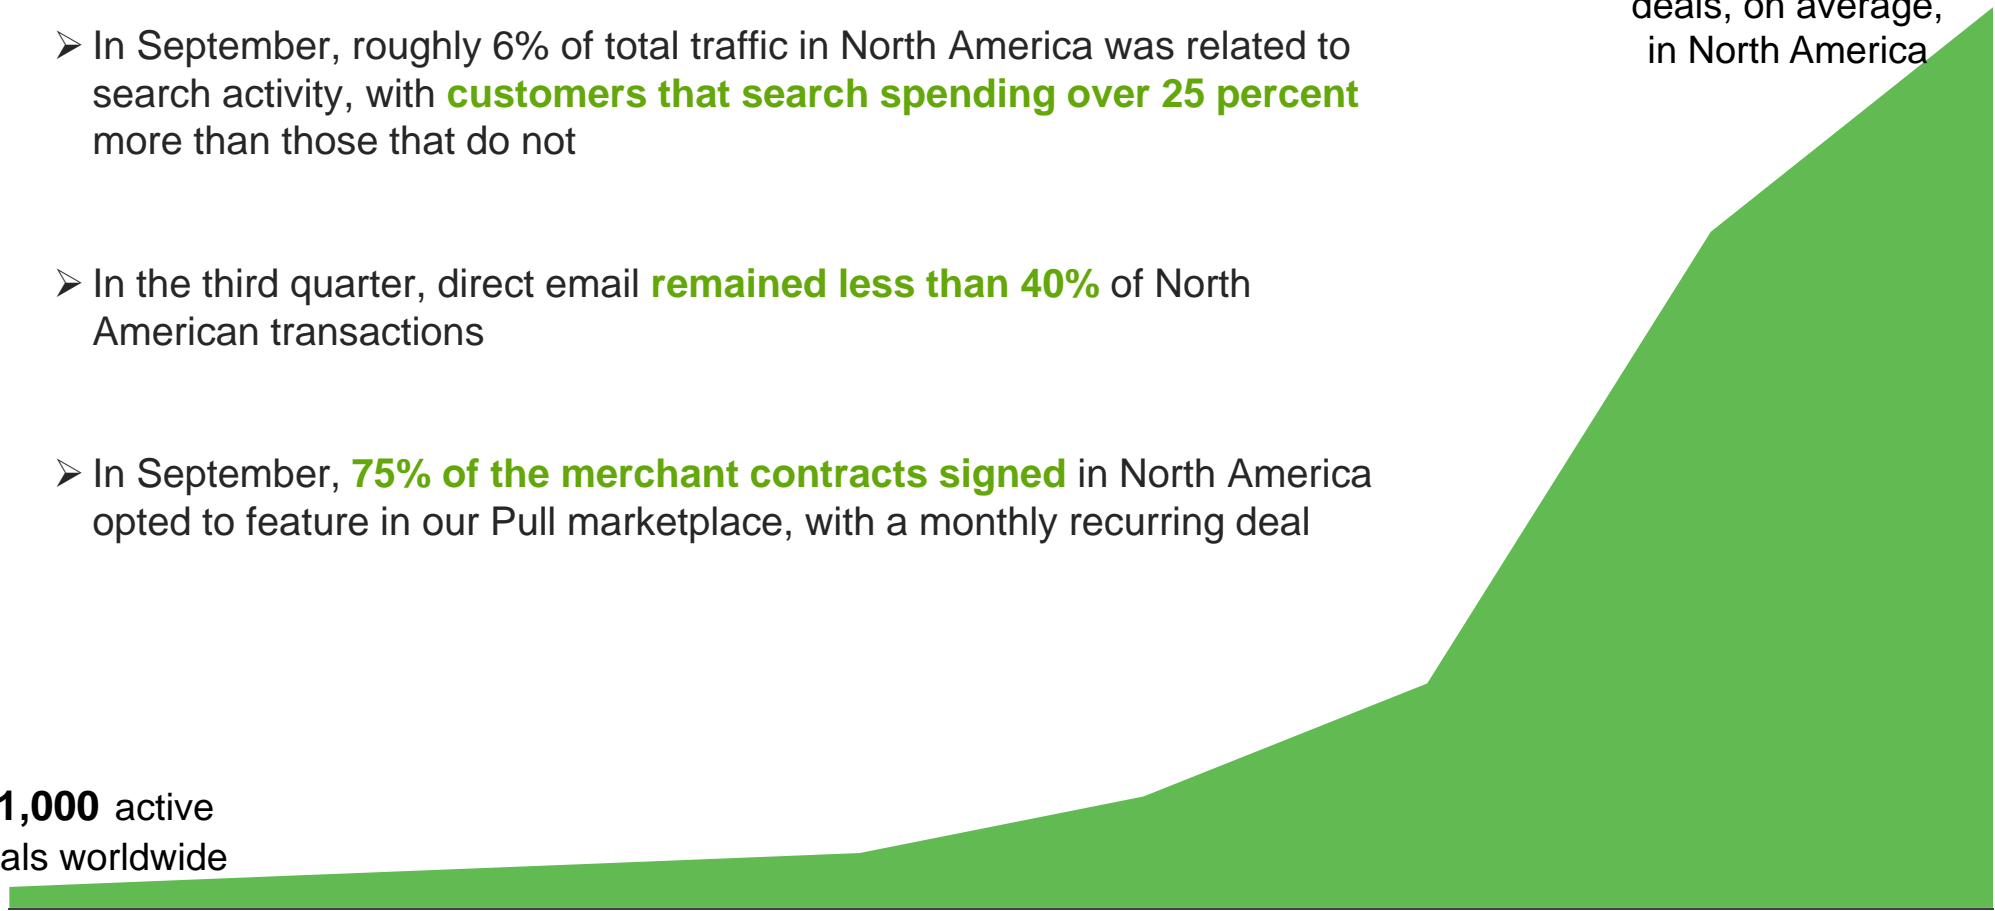 deals, on average,
in North America
➢ In September, roughly 6% of total traffic in North America was related to
search activity, with customers that search spending over 25 percent
more than those that do not
➢ In the third quarter, direct email remained less than 40% of North
American transactions
➢ In September, 75% of the merchant contracts signed in North America
opted to feature in our Pull marketplace, with a monthly recurring deal
1,000 active
als worldwide